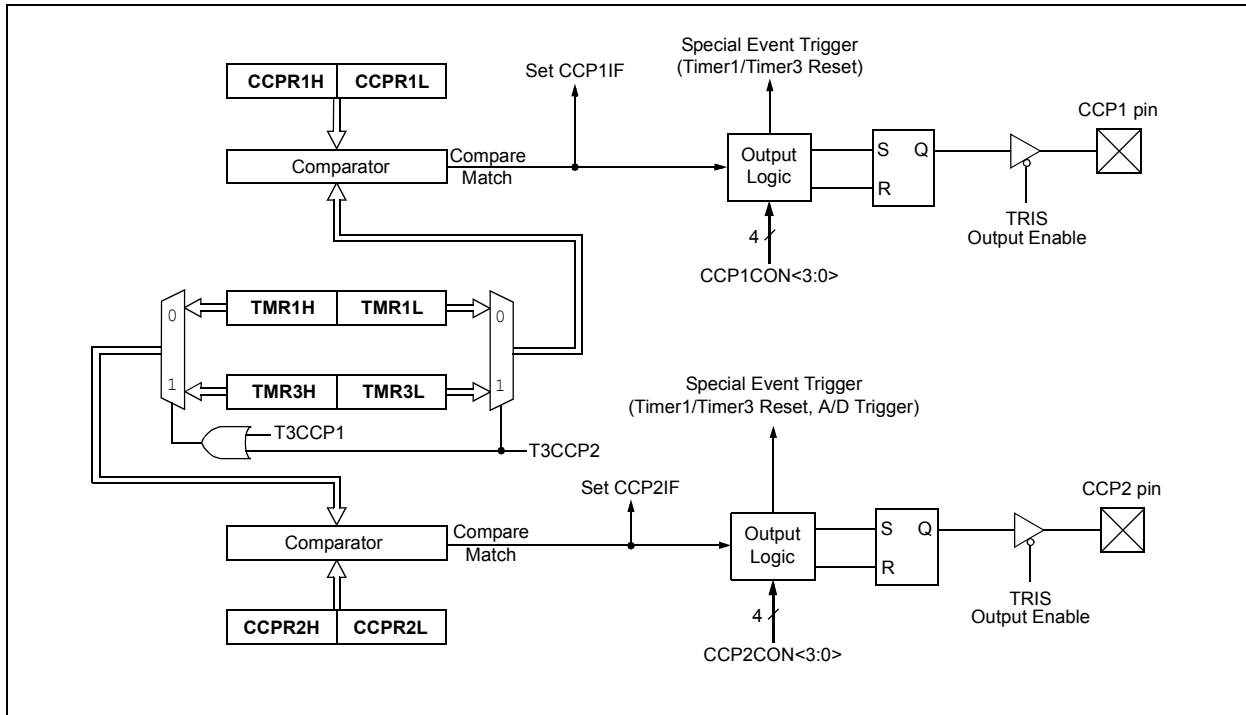 Special Event Trigger
(Timer1/Timer3 Reset)
Set CCP1IF
CCPR1H CCPR1L
CCP1 pin
Comparator
Compare
Match
Output
Logic
S Q
R
TRIS
Output Enable
4
CCP1CON<3:0>
0
TMR1H TMR1L
0
1
TMR3H TMR3L
1
T3CCP1
T3CCP2
Special Event Trigger
(Timer1/Timer3 Reset, A/D Trigger)
Set CCP2IF
CCP2 pin
Comparator
Compare
Match
Output
Logic
S Q
R
TRIS
Output Enable
4
CCPR2H CCPR2L
CCP2CON<3:0>